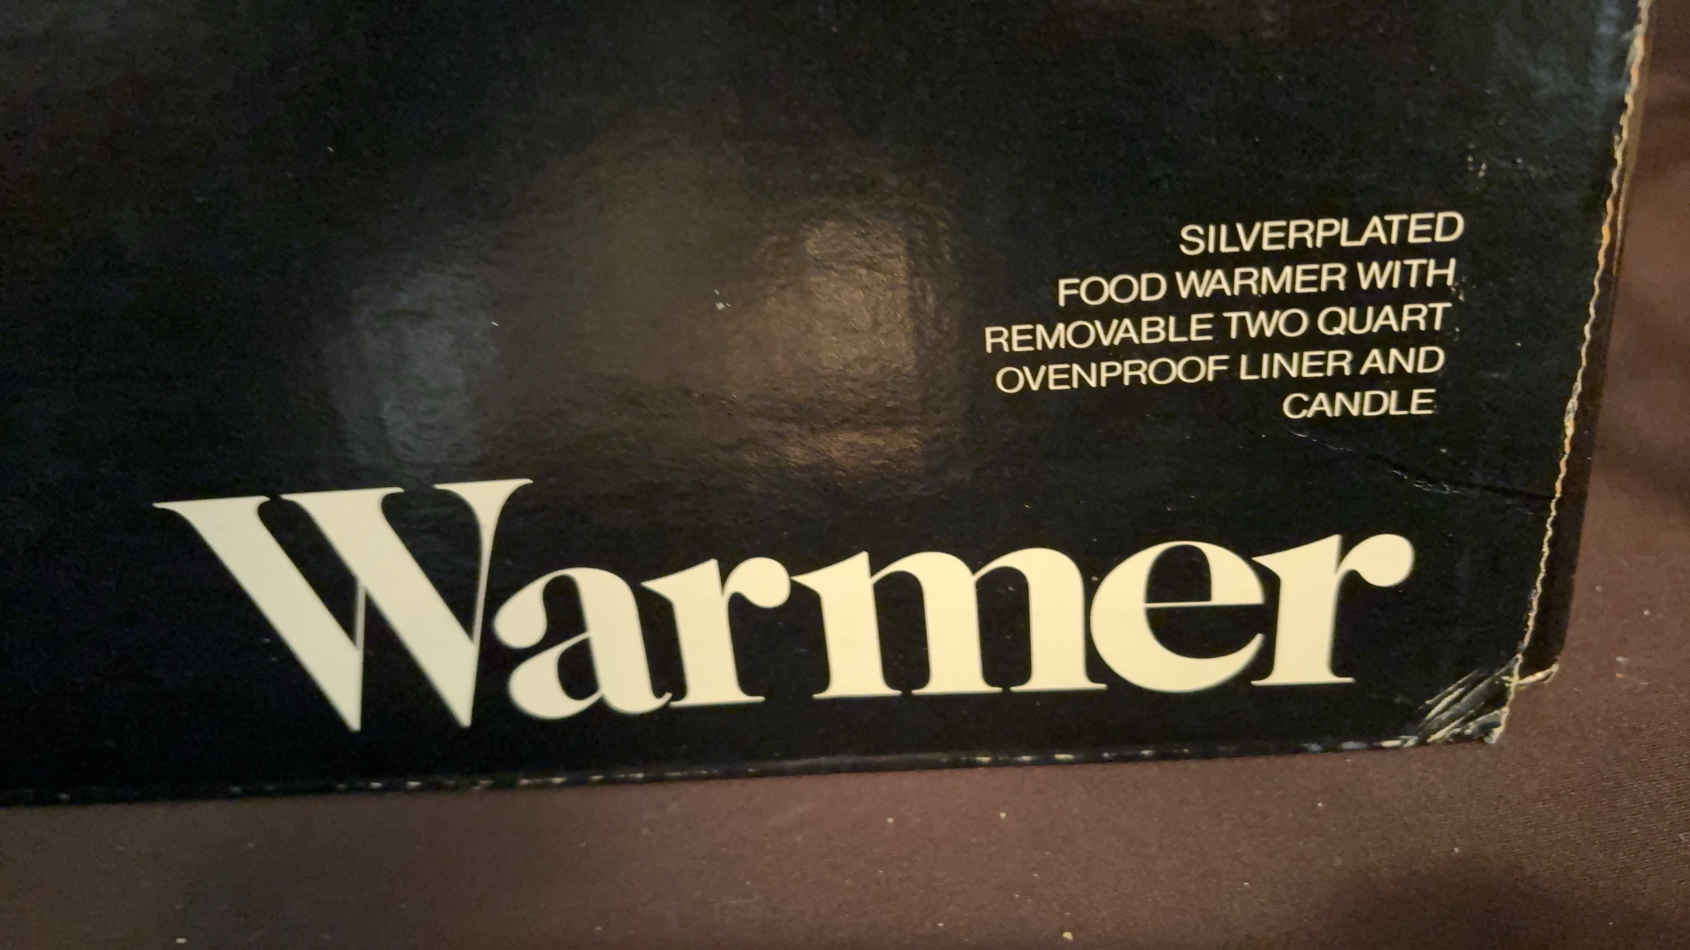 SILVERPLATED
FOOD WARMER WITH
REMOVABLE TWO QUART
OVENPROOF LINER AND
CANDLE
Warmer